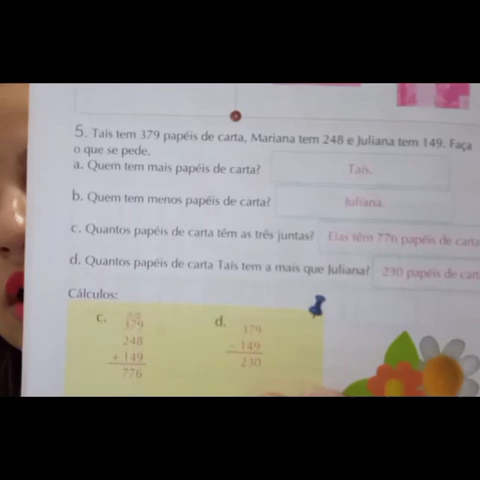 5. Taís tem 379 papéis de carta, Mariana tem 248 e Juliana tem 149. Faça
o que se pede.
a. Quem tem mais papéis de carta? Taís.
b. Quem tem menos papéis de carta? Juliana.
c. Quantos papéis de carta têm as três juntas? Elas têm 776 papéis de carta
d. Quantos papéis de carta Taís tem a mais que Juliana? 230 papéis de cart
Cálculos:
c. 379 d. 379
248 - 149
+ 149 230
776